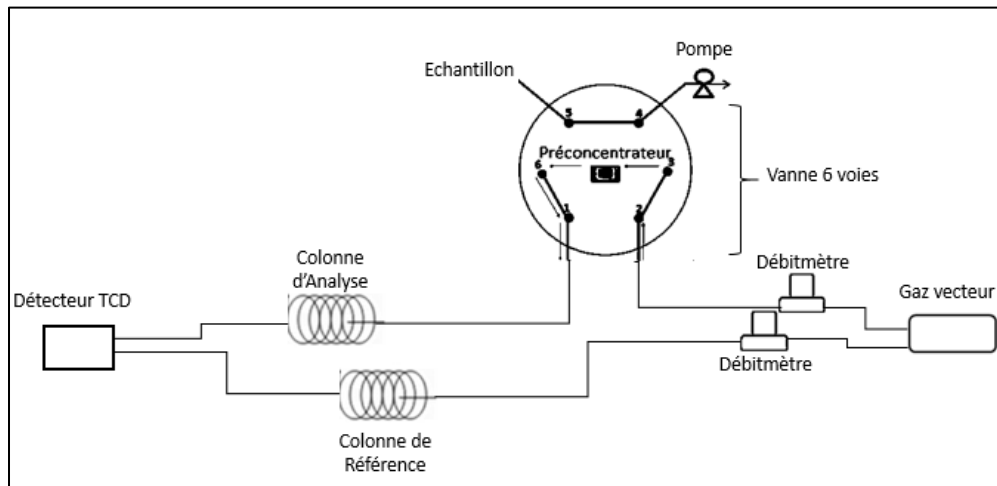 Pompe
Echantillon
5
4
Préconcentrateur
6
3
Vanne 6 voies
1
2
Colonne
d'Analyse
Débitmètre
Détecteur TCD
Gaz vecteur
Débitmètre
Colonne de
Référence